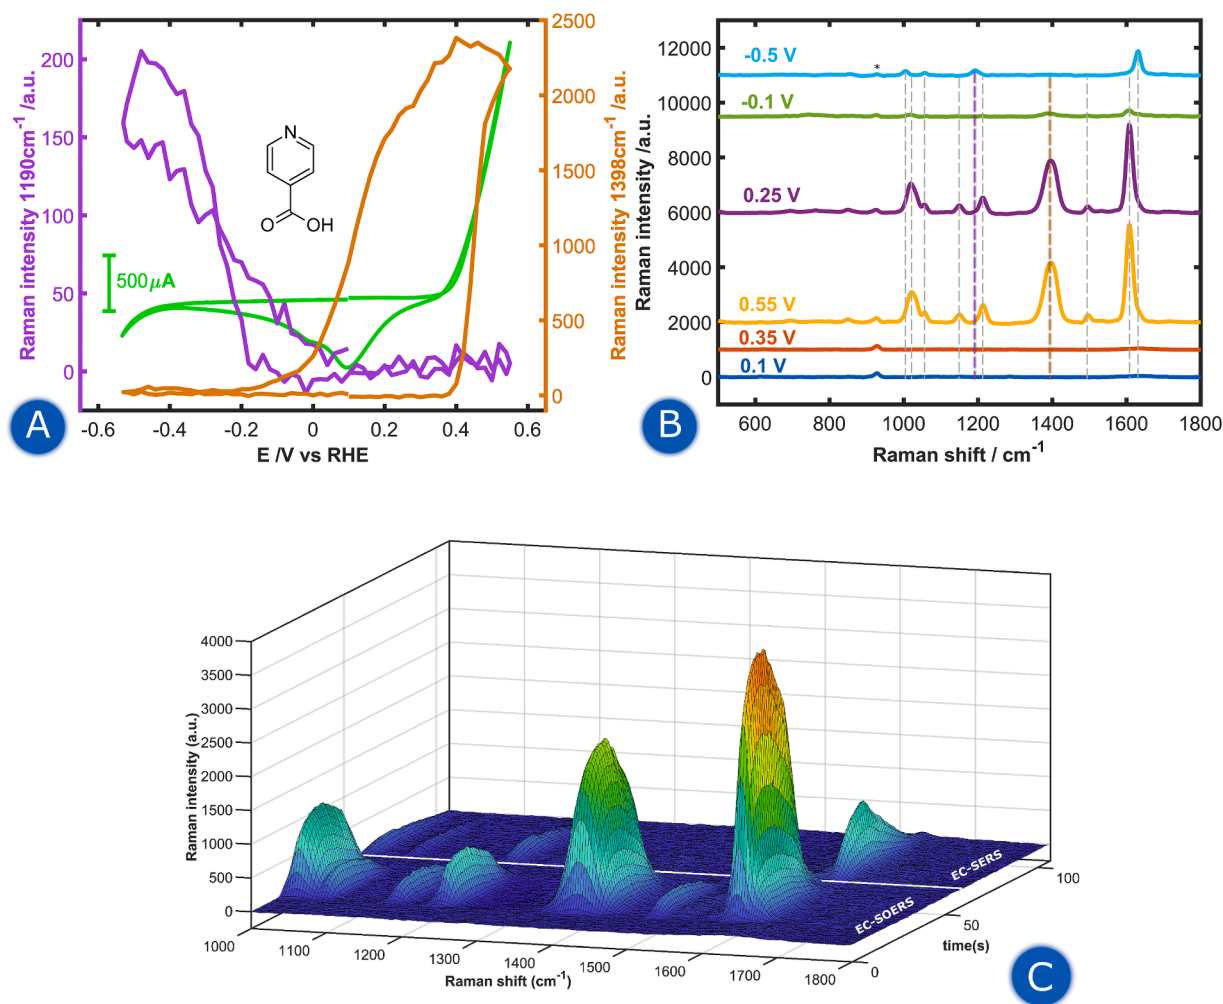 Raman intensity 1190cm⁻¹ /a.u.
200
150
100
50
0
N
O
OH
500μA
2500
2000
1500
1000
500
0
Raman intensity 1398cm⁻¹ /a.u.
-0.6
-0.4
-0.2
0
0.2
0.4
0.6
E /V vs RHE
A
Raman intensity /a.u.
12000
10000
8000
6000
4000
2000
0
-0.5 V
*
-0.1 V
0.25 V
0.55 V
0.35 V
0.1 V
600
800
1000
1200
1400
1600
1800
Raman shift / cm⁻¹
B
Raman intensity (a.u.)
4000
3500
3000
2500
2000
1500
1000
500
0
1000
1100
1200
1300
1400
1500
1600
1700
1800
Raman shift (cm⁻¹)
EC-SERS
EC-SOERS
100
50
0
time(s)
C